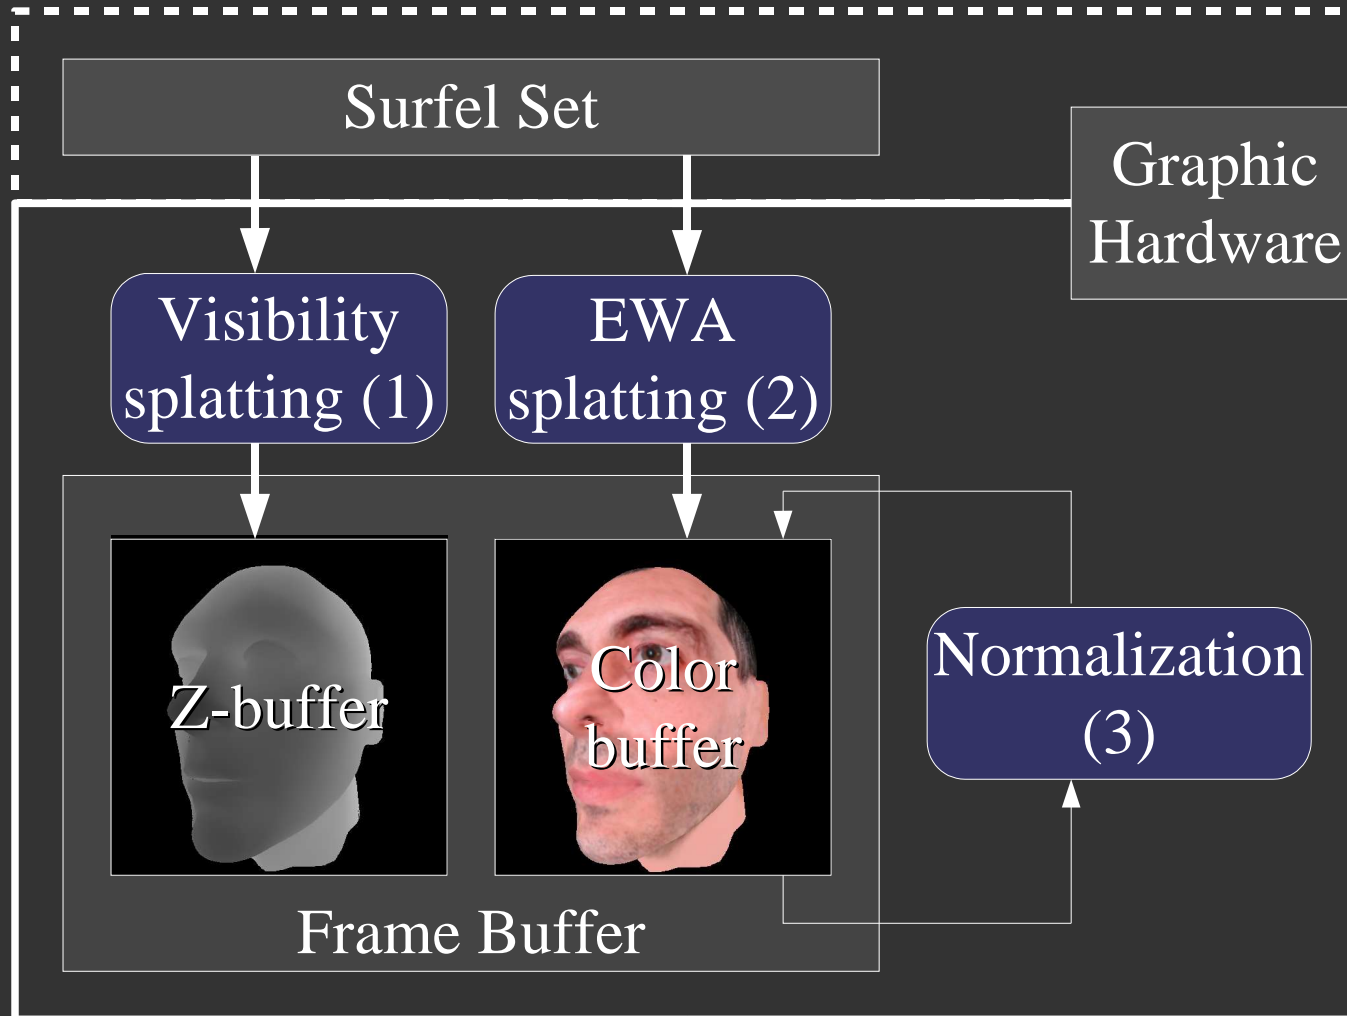 Surfel Set
Graphic
Hardware
Visibility
splatting (1)
EWA
splatting (2)
Z-buffer
Color
buffer
Normalization
(3)
Frame Buffer